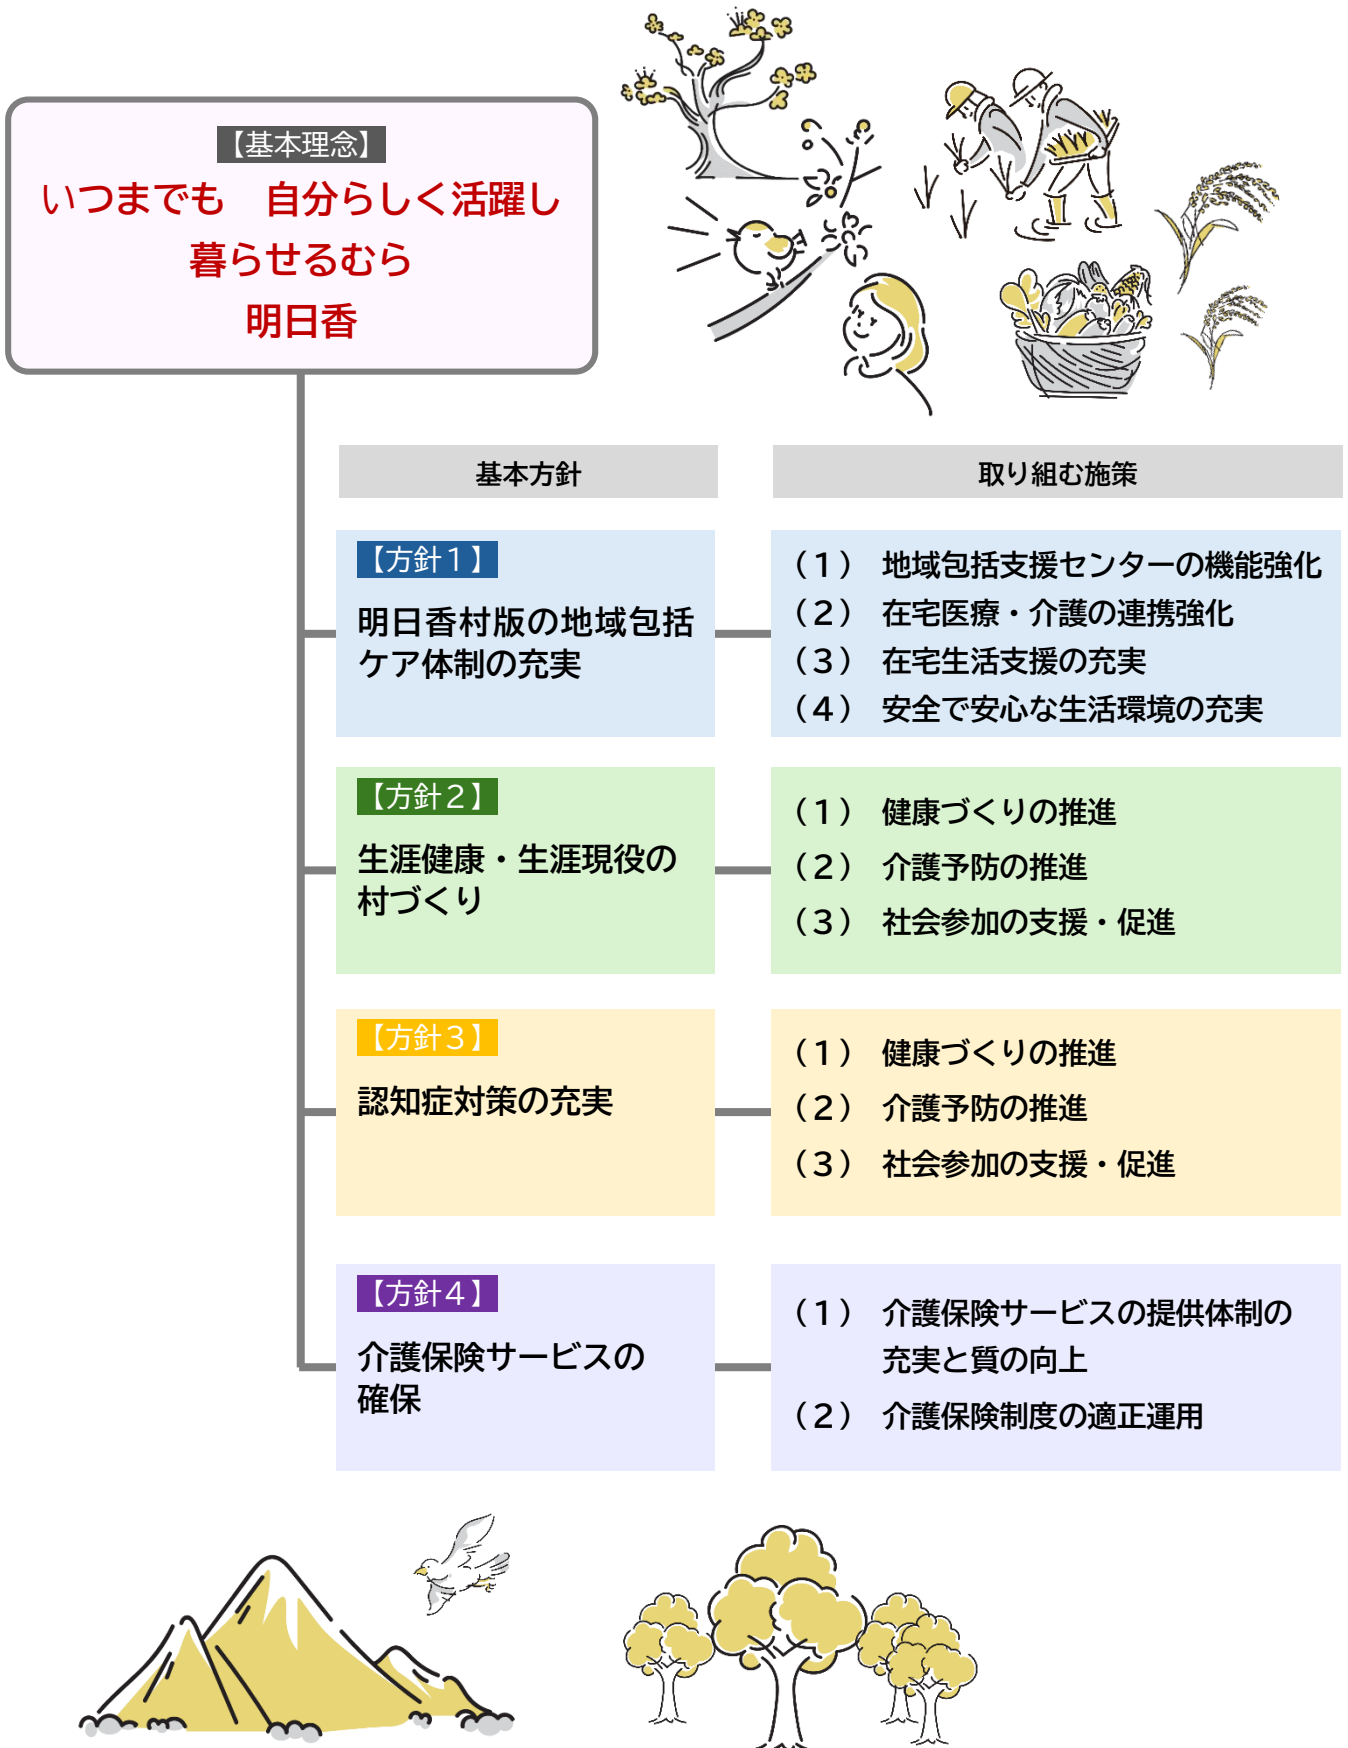 【基本理念】
いつまでも　自分らしく活躍し
暮らせるむら
明日香
基本方針
取り組む施策
【方針１】
明日香村版の地域包括
ケア体制の充実
（１）　地域包括支援センターの機能強化
（２）　在宅医療・介護の連携強化
（３）　在宅生活支援の充実
（４）　安全で安心な生活環境の充実
【方針２】
生涯健康・生涯現役の
村づくり
（１）　健康づくりの推進
（２）　介護予防の推進
（３）　社会参加の支援・促進
【方針３】
認知症対策の充実
（１）　健康づくりの推進
（２）　介護予防の推進
（３）　社会参加の支援・促進
【方針４】
介護保険サービスの
確保
（１）　介護保険サービスの提供体制の
充実と質の向上
（２）　介護保険制度の適正運用